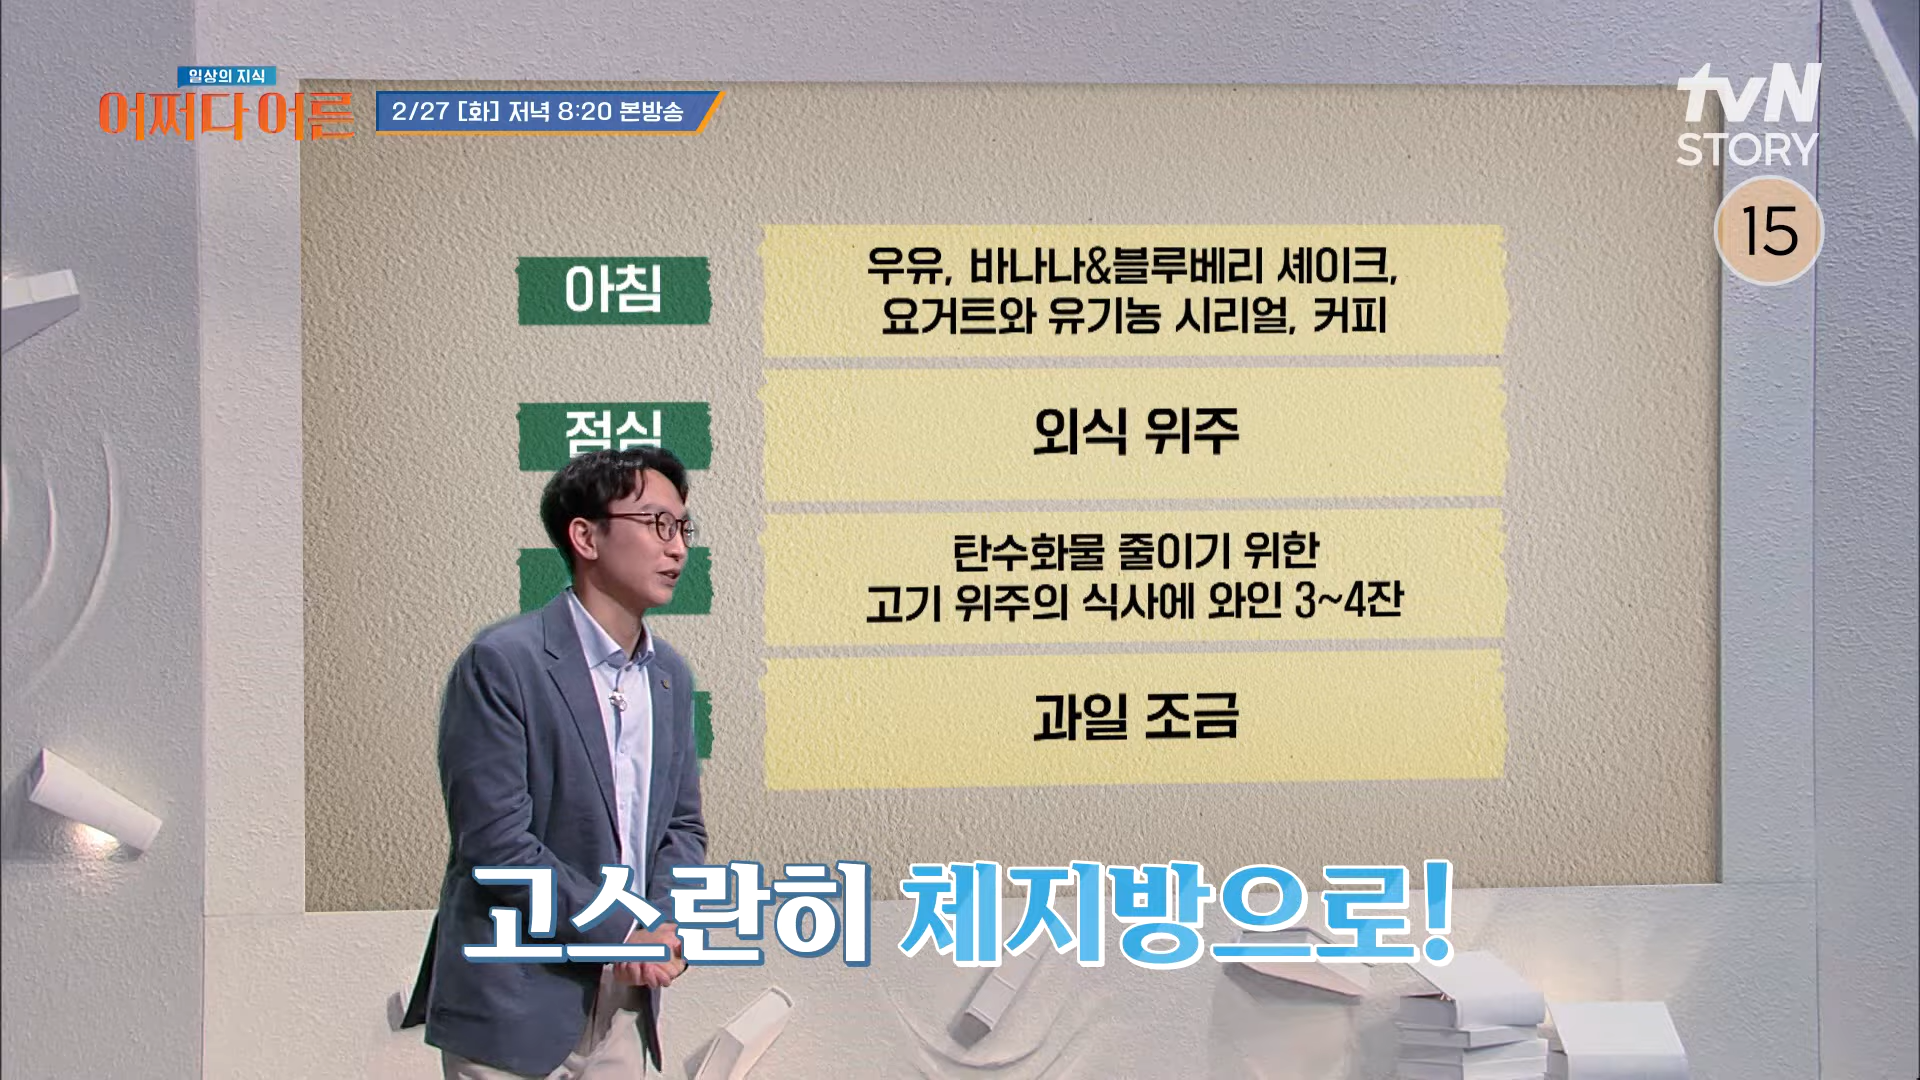 일상의 지식
어쩌다 어른
2/27 [화] 저녁 8:20 본방송
tvN
STORY
15
아침
우유, 바나나&블루베리 셰이크,
요거트와 유기농 시리얼, 커피
점심
외식 위주
탄수화물 줄이기 위한
고기 위주의 식사에 와인 3~4잔
과일 조금
고스란히 체지방으로!